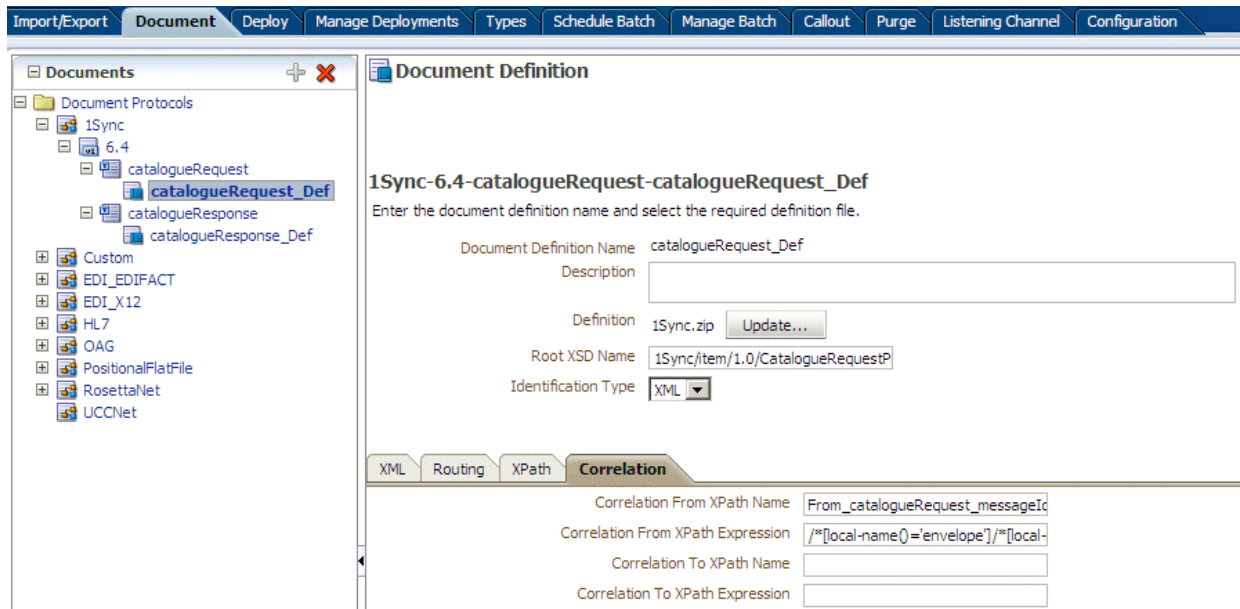 Import/Export Document Deploy Manage Deployments Types Schedule Batch Manage Batch Callout Purge Listening Channel Configuration
Documents
Document Protocols
1Sync
6.4
catalogueRequest
catalogueRequest_Def
catalogueResponse
catalogueResponse_Def
Custom
EDI_EDIFACT
EDI_X12
HL7
OAG
PositionalFlatFile
RosettaNet
UCCNet
Document Definition
1Sync-6.4-catalogueRequest-catalogueRequest_Def
Enter the document definition name and select the required definition file.
Document Definition Name catalogueRequest_Def
Description
Definition 1Sync.zip Update...
Root XSD Name 1Sync/item/1.0/CatalogueRequestP
Identification Type XML
XML Routing XPath Correlation
Correlation From XPath Name From_catalogueRequest_messageId
Correlation From XPath Expression /*[local-name()='envelope']/*[local-
Correlation To XPath Name
Correlation To XPath Expression